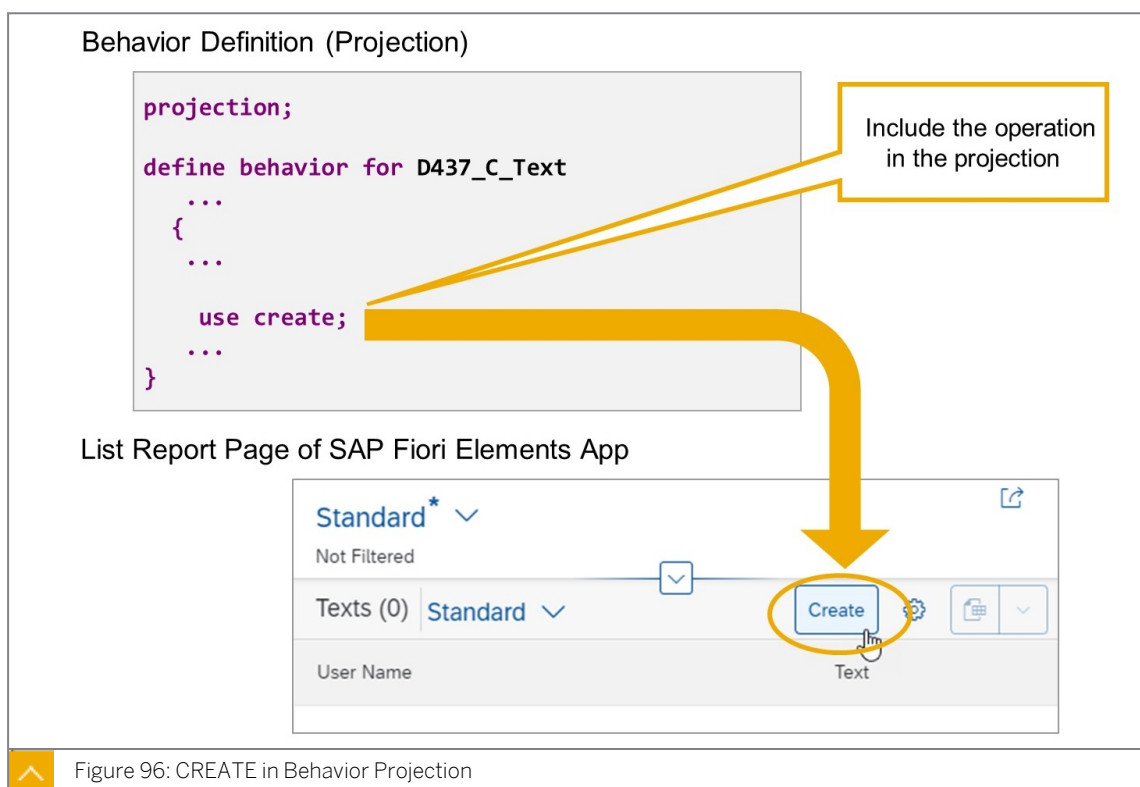 Behavior Definition (Projection)
projection;
define behavior for D437_C_Text
...
{
...
use create;
...
}
Include the operation
in the projection
List Report Page of SAP Fiori Elements App
Standard*
Not Filtered
Texts (0) Standard
Create
User Name
Text
Figure 96: CREATE in Behavior Projection